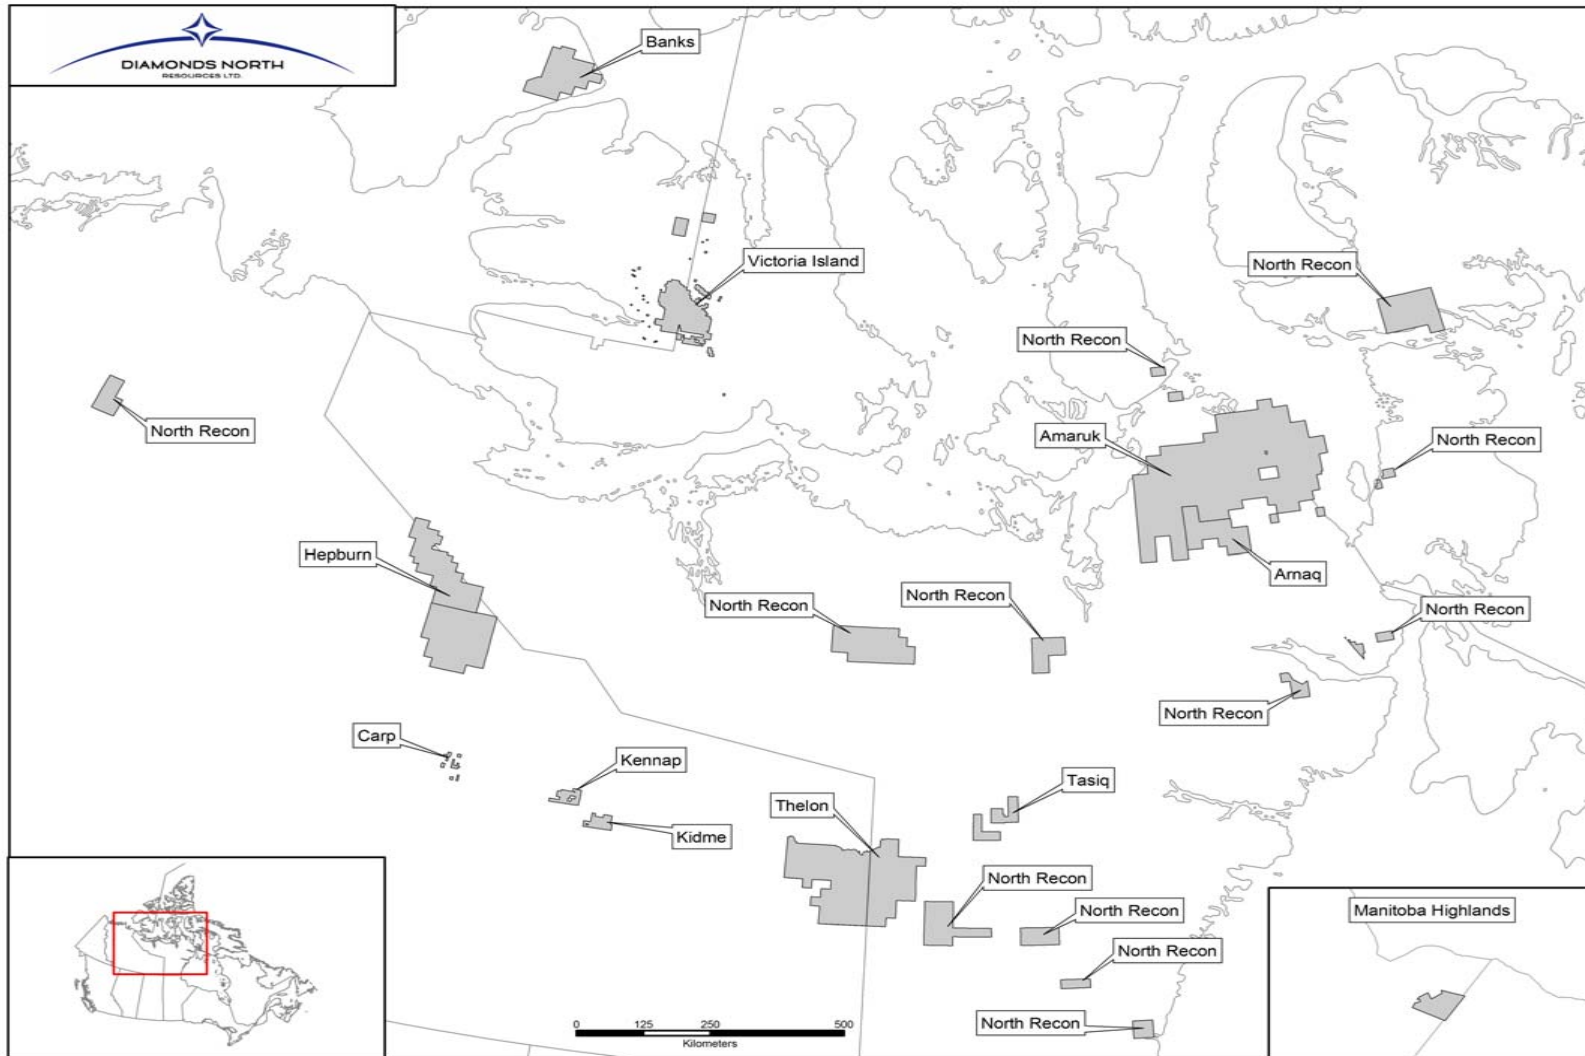 DIAMONDS NORTH
RESOURCES LTD.
Banks
Victoria Island
North Recon
North Recon
North Recon
Amaruk
North Recon
Hepburn
Arnaq
North Recon
North Recon
North Recon
North Recon
Carp
Kennap
Tasiq
Thelon
Kidme
North Recon
North Recon
Manitoba Highlands
North Recon
North Recon
0 125 250 500
Kilometers